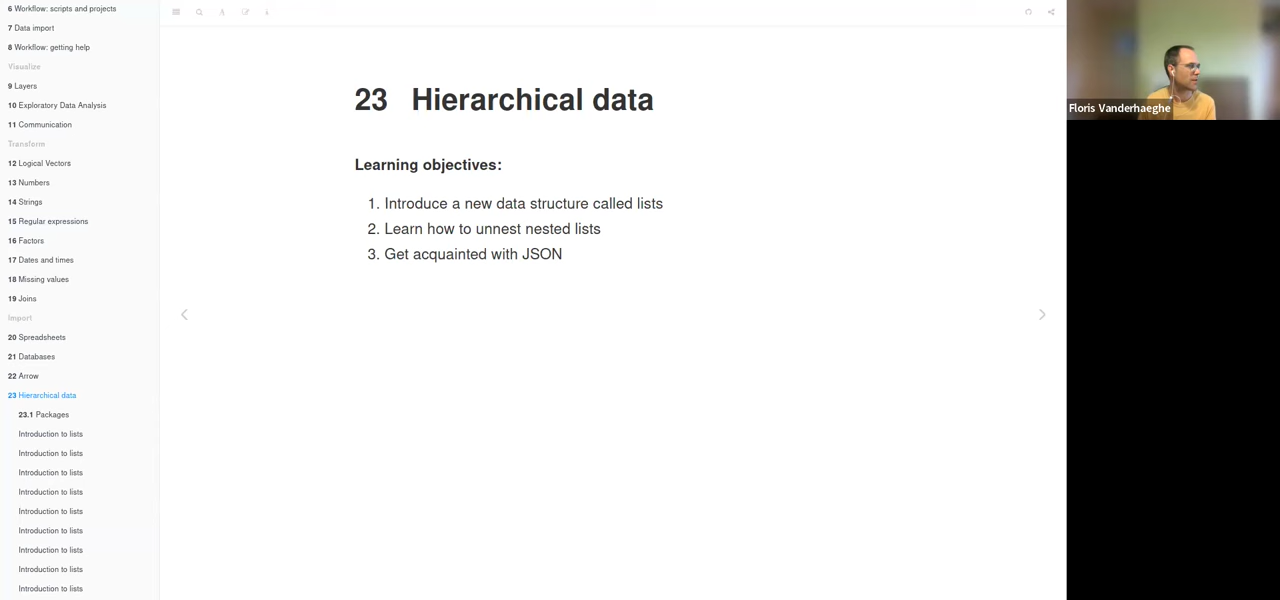 6 Workflow: scripts and projects
7 Data import
8 Workflow: getting help
Visualize
9 Layers
10 Exploratory Data Analysis
11 Communication
Transform
12 Logical Vectors
13 Numbers
14 Strings
15 Regular expressions
16 Factors
17 Dates and times
18 Missing values
19 Joins
Import
20 Spreadsheets
21 Databases
22 Arrow
23 Hierarchical data
23.1 Packages
Introduction to lists
Introduction to lists
Introduction to lists
Introduction to lists
Introduction to lists
Introduction to lists
Introduction to lists
Introduction to lists
Introduction to lists
23 Hierarchical data
Learning objectives:
1. Introduce a new data structure called lists
2. Learn how to unnest nested lists
3. Get acquainted with JSON
Floris Vanderhaeghe